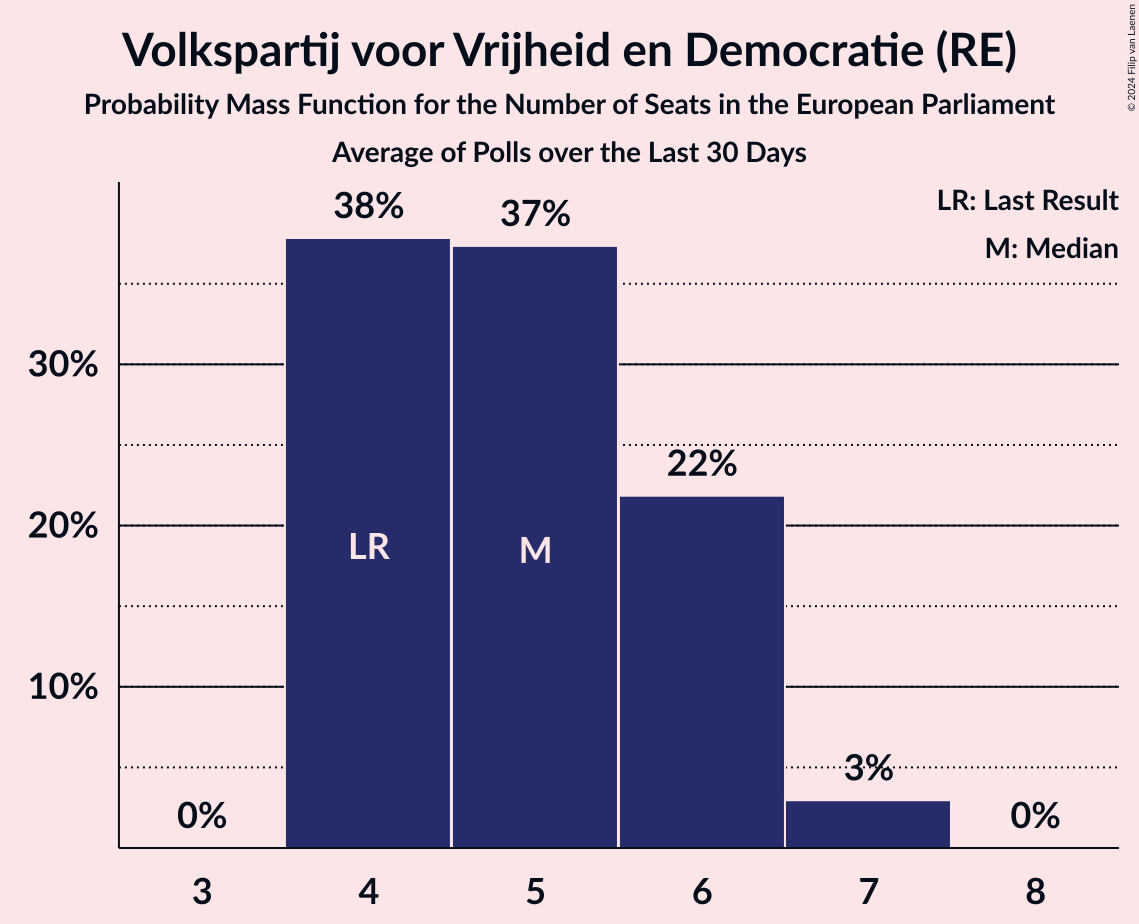 Volkspartij voor Vrijheid en Democratie (RE)
Probability Mass Function for the Number of Seats in the European Parliament
Average of Polls over the Last 30 Days
© 2024 Filip van Laenen
LR: Last Result
M: Median
38%
37%
22%
3%
0%
0%
LR
M
30%
20%
10%
3
4
5
6
7
8